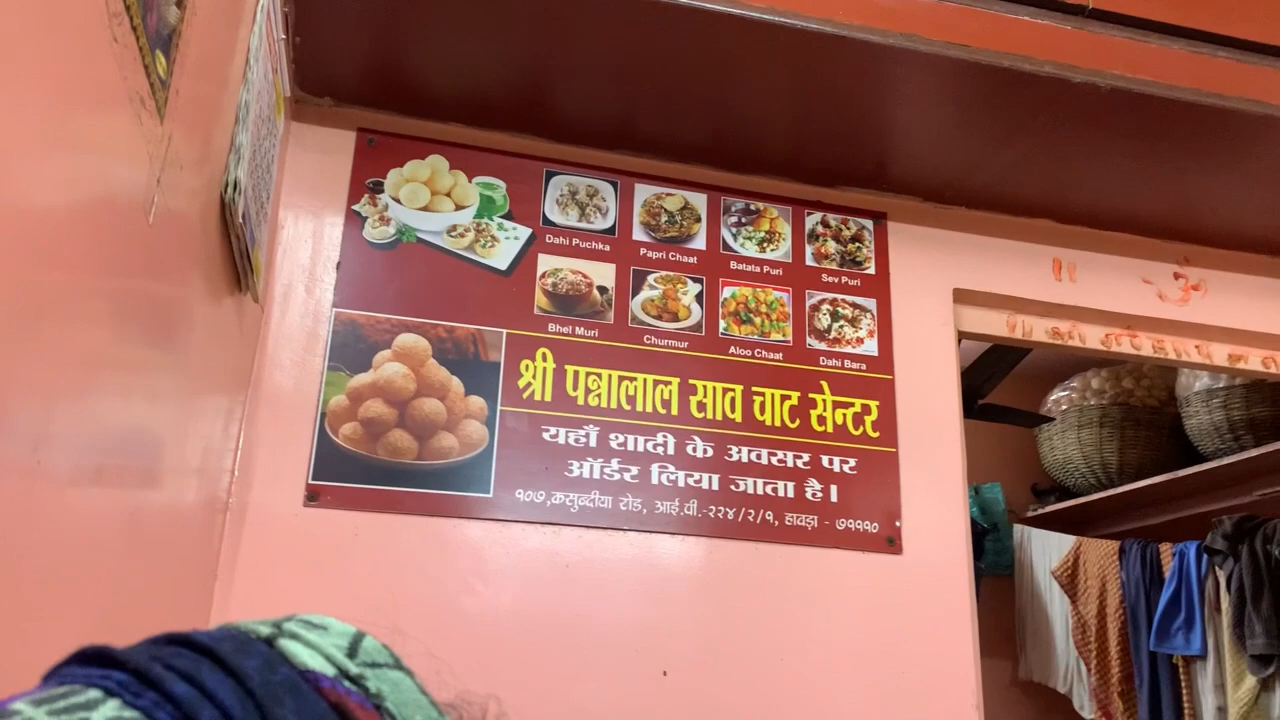 Dahi Puchka
Papri Chaat
Batata Puri
Sev Puri
Bhel Muri
Churmur
Aloo Chaat
Dahi Bara
श्री पन्नालाल साव चाट सेन्टर
यहाँ शादी के अवसर पर
ऑर्डर लिया जाता है।
१०७,कसुब्दीया रोड, आई.पी.-२२४/२/१, हावड़ा - ७१११०
॥ ॐ